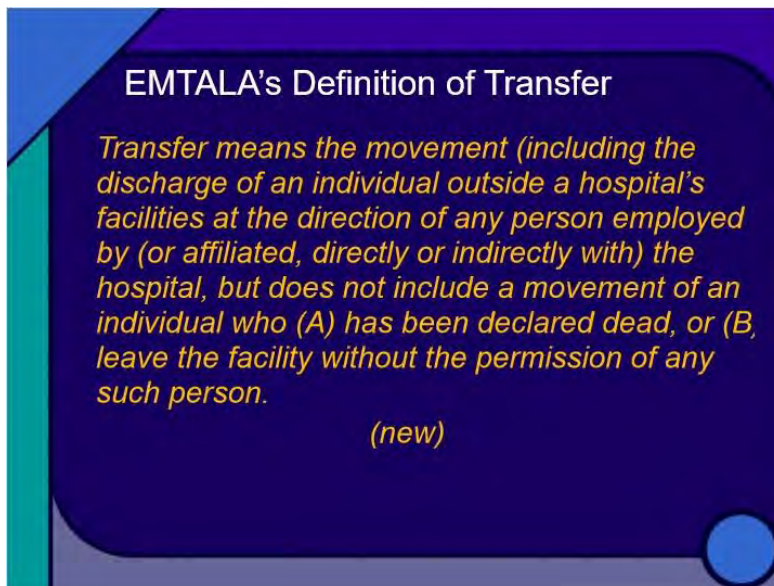 EMTALA’s Definition of Transfer
Transfer means the movement (including the
discharge of an individual outside a hospital’s
facilities at the direction of any person employed
by (or affiliated, directly or indirectly with) the
hospital, but does not include a movement of an
individual who (A) has been declared dead, or (B)
leave the facility without the permission of any
such person.
(new)